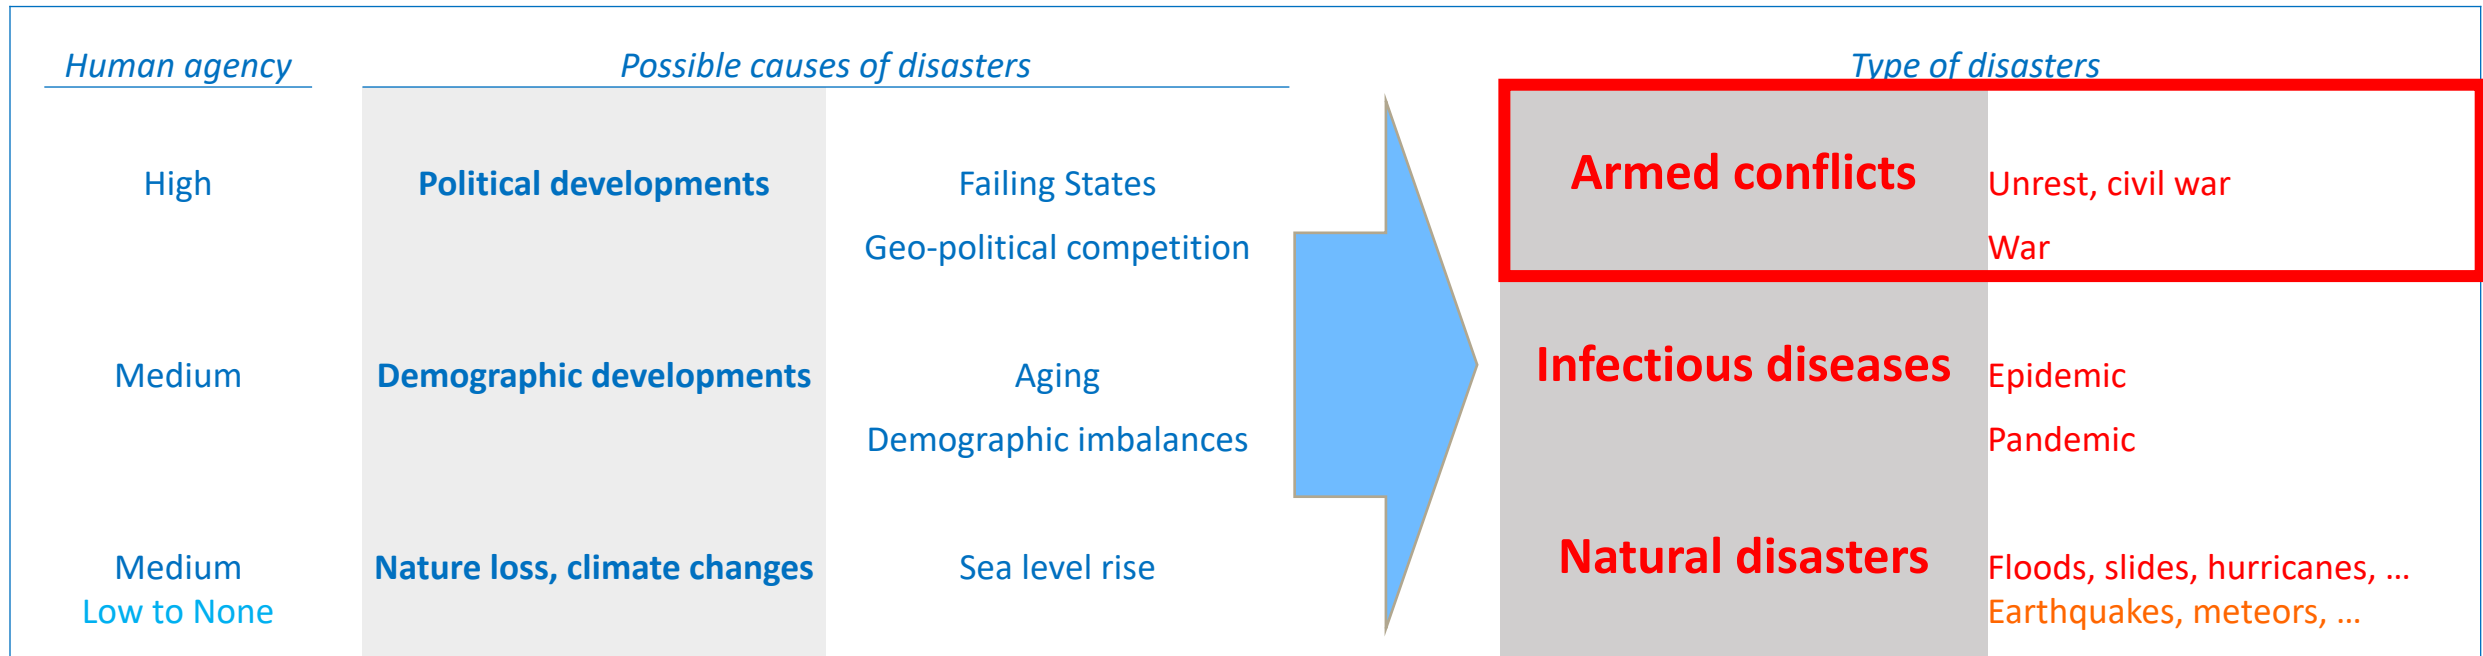 Human agency
Possible causes of disasters
Type of disasters
High
Political developments
Failing States
Armed conflicts
Unrest, civil war
Geo-political competition
War
Medium
Demographic developments
Aging
Infectious diseases
Epidemic
Demographic imbalances
Pandemic
Medium
Nature loss, climate changes
Sea level rise
Natural disasters
Floods, slides, hurricanes, ...
Low to None
Earthquakes, meteors, ...